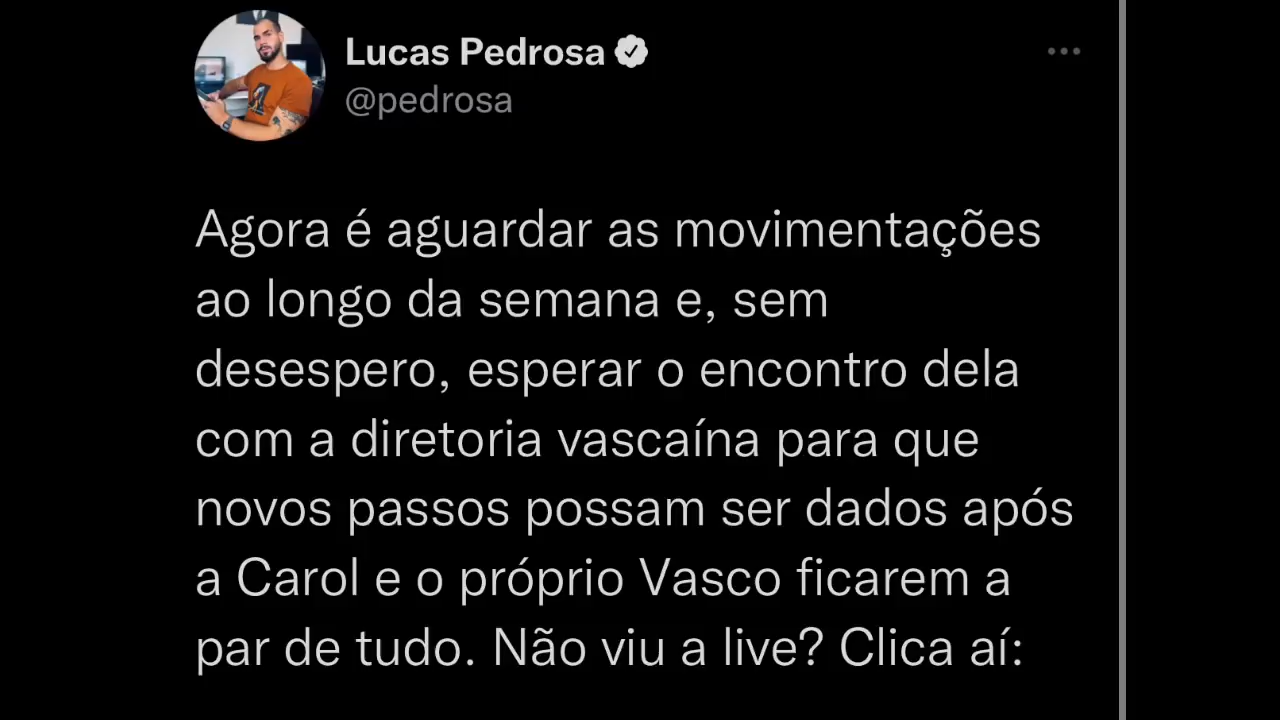 Lucas Pedrosa
@pedrosa
Agora é aguardar as movimentações
ao longo da semana e, sem
desespero, esperar o encontro dela
com a diretoria vascaína para que
novos passos possam ser dados após
a Carol e o próprio Vasco ficarem a
par de tudo. Não viu a live? Clica aí: